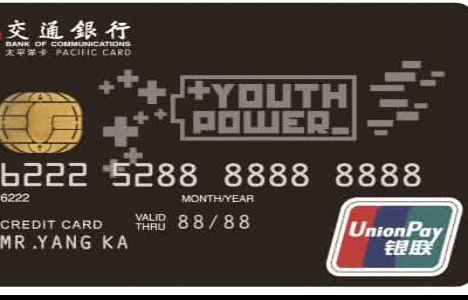 交通銀行
BANK OF COMMUNICATIONS
太平洋卡 PACIFIC CARD
+YOUTH
POWER_
6222 5288 8888 8888
6222
MONTH/YEAR
CREDIT CARD VALID THRU 88/88
MR.YANG KA
UnionPay
银联